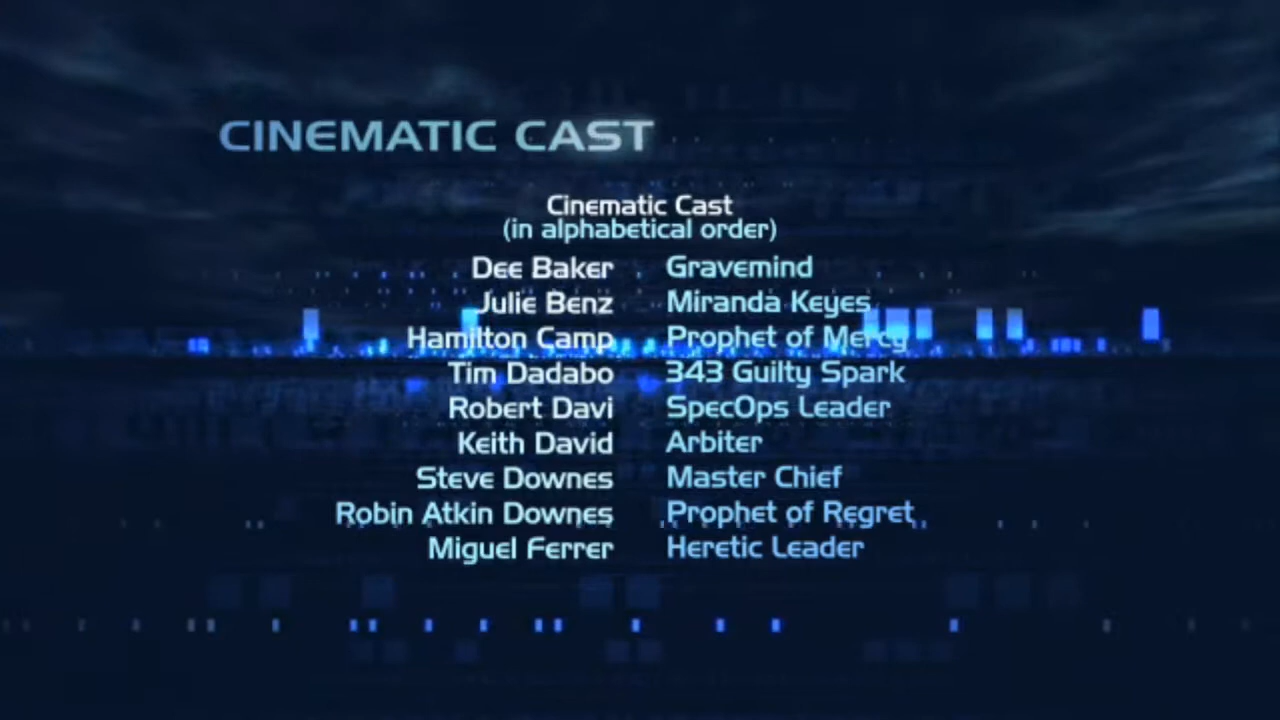 CINEMATIC CAST
Cinematic Cast
(in alphabetical order)
Dee Baker Gravemind
Julie Benz Miranda Keyes
Hamilton Camp Prophet of Mercy
Tim Dadabo 343 Guilty Spark
Robert Davi SpecOps Leader
Keith David Arbiter
Steve Downes Master Chief
Robin Atkin Downes Prophet of Regret
Miguel Ferrer Heretic Leader